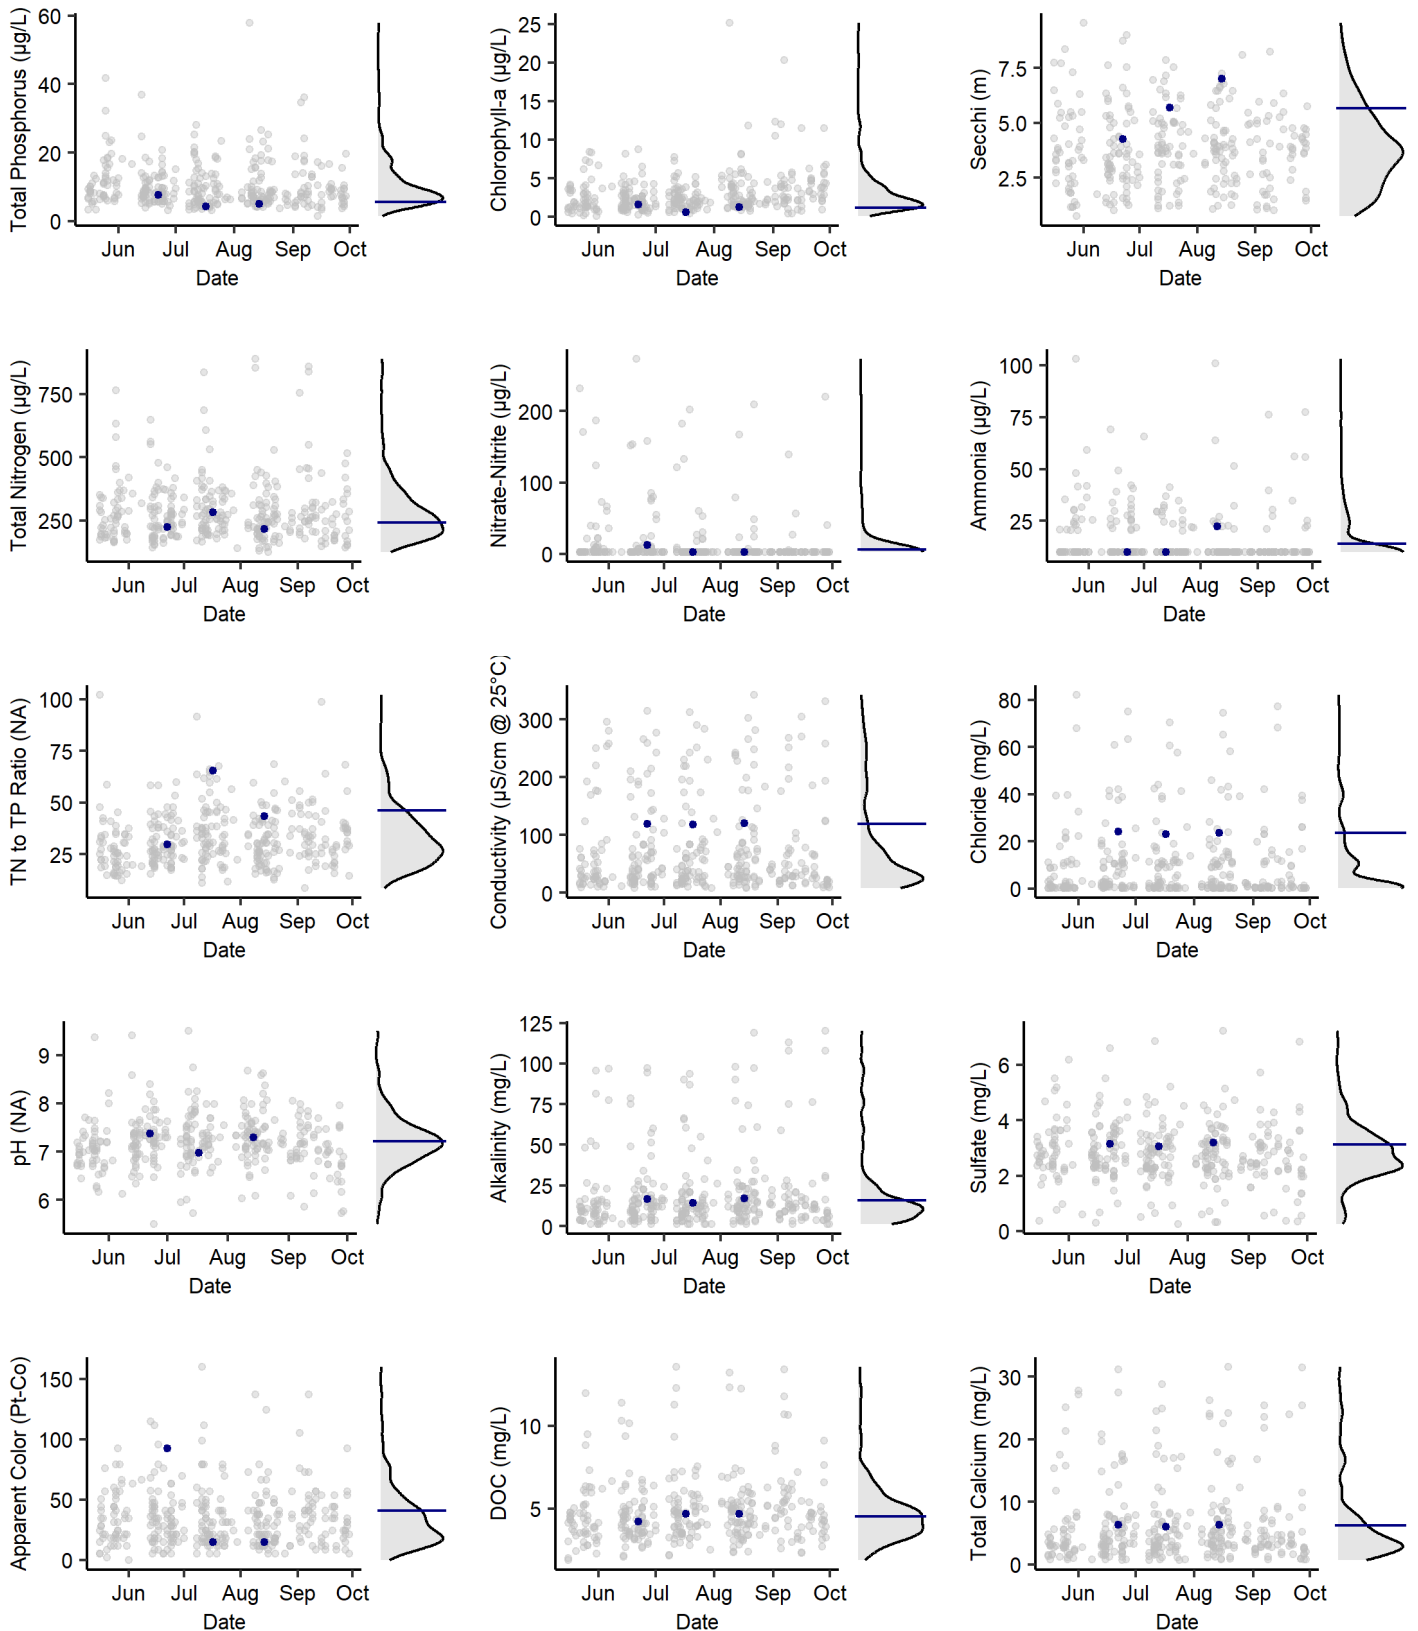 Total Phosphorus (µg/L)
60
40
20
0
Jun Jul Aug Sep Oct
Date
Chlorophyll-a (µg/L)
25
20
15
10
5
0
Jun Jul Aug Sep Oct
Date
Secchi (m)
7.5
5.0
2.5
Jun Jul Aug Sep Oct
Date
Total Nitrogen (µg/L)
750
500
250
Jun Jul Aug Sep Oct
Date
Nitrate-Nitrite (µg/L)
200
100
0
Jun Jul Aug Sep Oct
Date
Ammonia (µg/L)
100
75
50
25
Jun Jul Aug Sep Oct
Date
TN to TP Ratio (NA)
100
75
50
25
Jun Jul Aug Sep Oct
Date
Conductivity (µS/cm @ 25°C)
300
200
100
0
Jun Jul Aug Sep Oct
Date
Chloride (mg/L)
80
60
40
20
0
Jun Jul Aug Sep Oct
Date
pH (NA)
9
8
7
6
Jun Jul Aug Sep Oct
Date
Alkalinity (mg/L)
125
100
75
50
25
0
Jun Jul Aug Sep Oct
Date
Sulfate (mg/L)
6
4
2
0
Jun Jul Aug Sep Oct
Date
Apparent Color (Pt-Co)
150
100
50
0
Jun Jul Aug Sep Oct
Date
DOC (mg/L)
10
5
Jun Jul Aug Sep Oct
Date
Total Calcium (mg/L)
30
20
10
0
Jun Jul Aug Sep Oct
Date